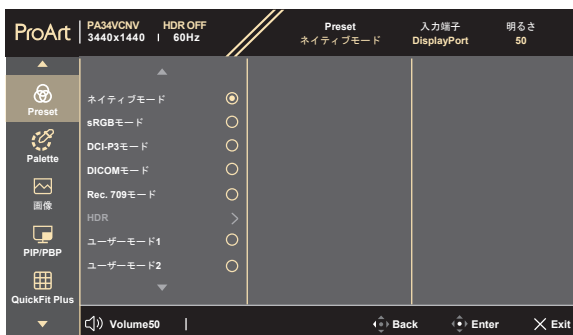 ProArt
PA34VCNV HDR OFF
3440x1440 | 60Hz
Preset
ネイティブモード
入力端子
DisplayPort
明るさ
50
Preset
Palette
画像
PIP/PBP
QuickFit Plus
ネイティブモード
sRGBモード
DCI-P3モード
DICOMモード
Rec. 709モード
HDR
ユーザーモード1
ユーザーモード2
Volume50 |
Back
Enter
Exit